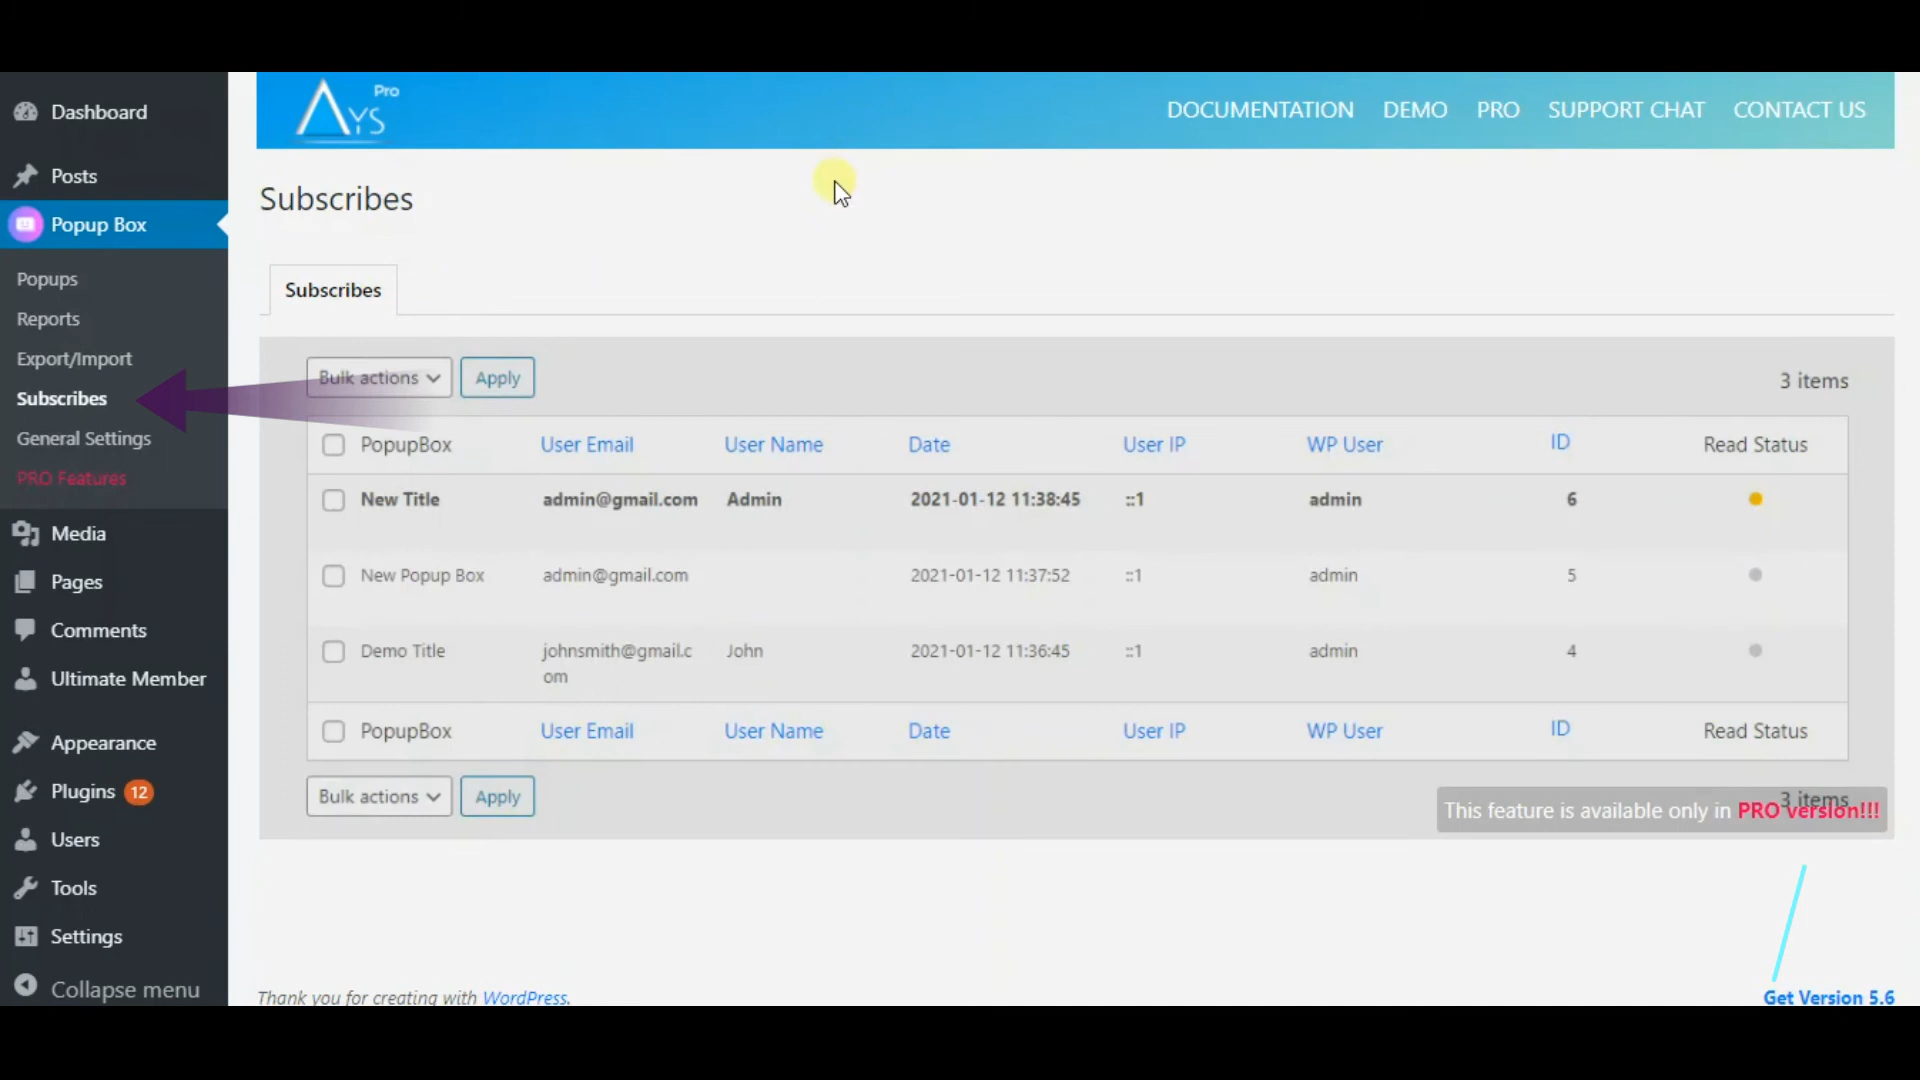 Dashboard
Posts
Popup Box
Popups
Reports
Export/Import
Subscribes
General Settings
PRO Features
Media
Pages
Comments
Ultimate Member
Appearance
Plugins 12
Users
Tools
Settings
Collapse menu
AYS Pro
DOCUMENTATION DEMO PRO SUPPORT CHAT CONTACT US
Subscribes
Subscribes
Bulk actions Apply 3 items
PopupBox User Email User Name Date User IP WP User ID Read Status
New Title admin@gmail.com Admin 2021-01-12 11:38:45 ::1 admin 6
New Popup Box admin@gmail.com 2021-01-12 11:37:52 ::1 admin 5
Demo Title johnsmith@gmail.c John 2021-01-12 11:36:45 ::1 admin 4
om
PopupBox User Email User Name Date User IP WP User ID Read Status
Bulk actions Apply 3 items
This feature is available only in PRO version!!!
Thank you for creating with WordPress.
Get Version 5.6